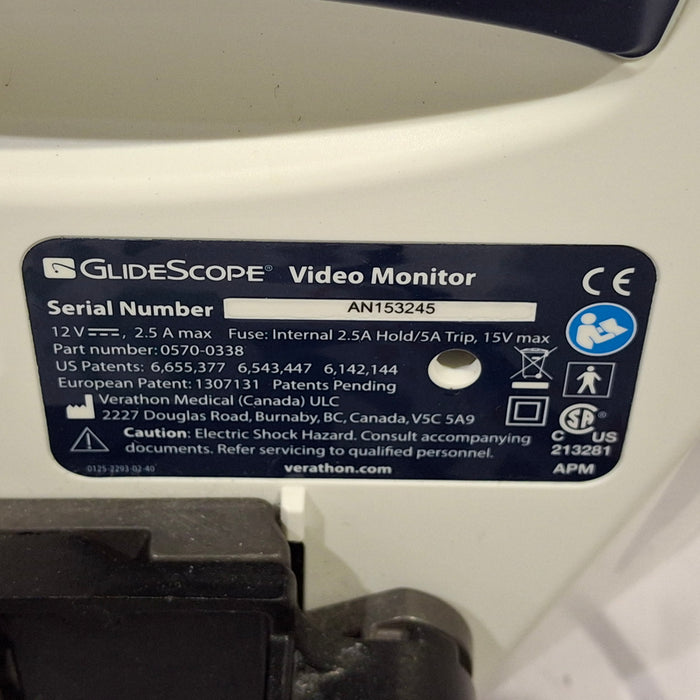 GLIDESCOPE® Video Monitor
CE
Serial Number AN153245
12 V⎓, 2.5 A max Fuse: Internal 2.5A Hold/5A Trip, 15V max
Part number: 0570-0338
US Patents: 6,655,377 6,543,447 6,142,144
European Patent: 1307131 Patents Pending
Verathon Medical (Canada) ULC
2227 Douglas Road, Burnaby, BC, Canada, V5C 5A9
Caution: Electric Shock Hazard. Consult accompanying
documents. Refer servicing to qualified personnel.
0125-2293-02-40
verathon.com
SA®
C US
213281
APM